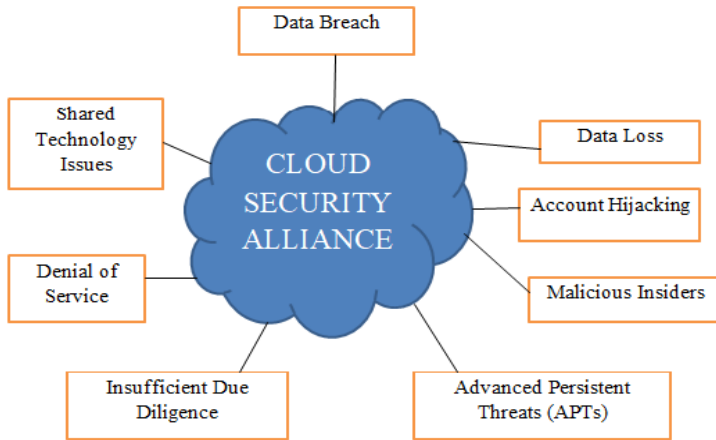 Data Breach
Shared
Technology
Issues
Data Loss
CLOUD
SECURITY
ALLIANCE
Account Hijacking
Denial of
Service
Malicious Insiders
Insufficient Due
Diligence
Advanced Persistent
Threats (APTs)